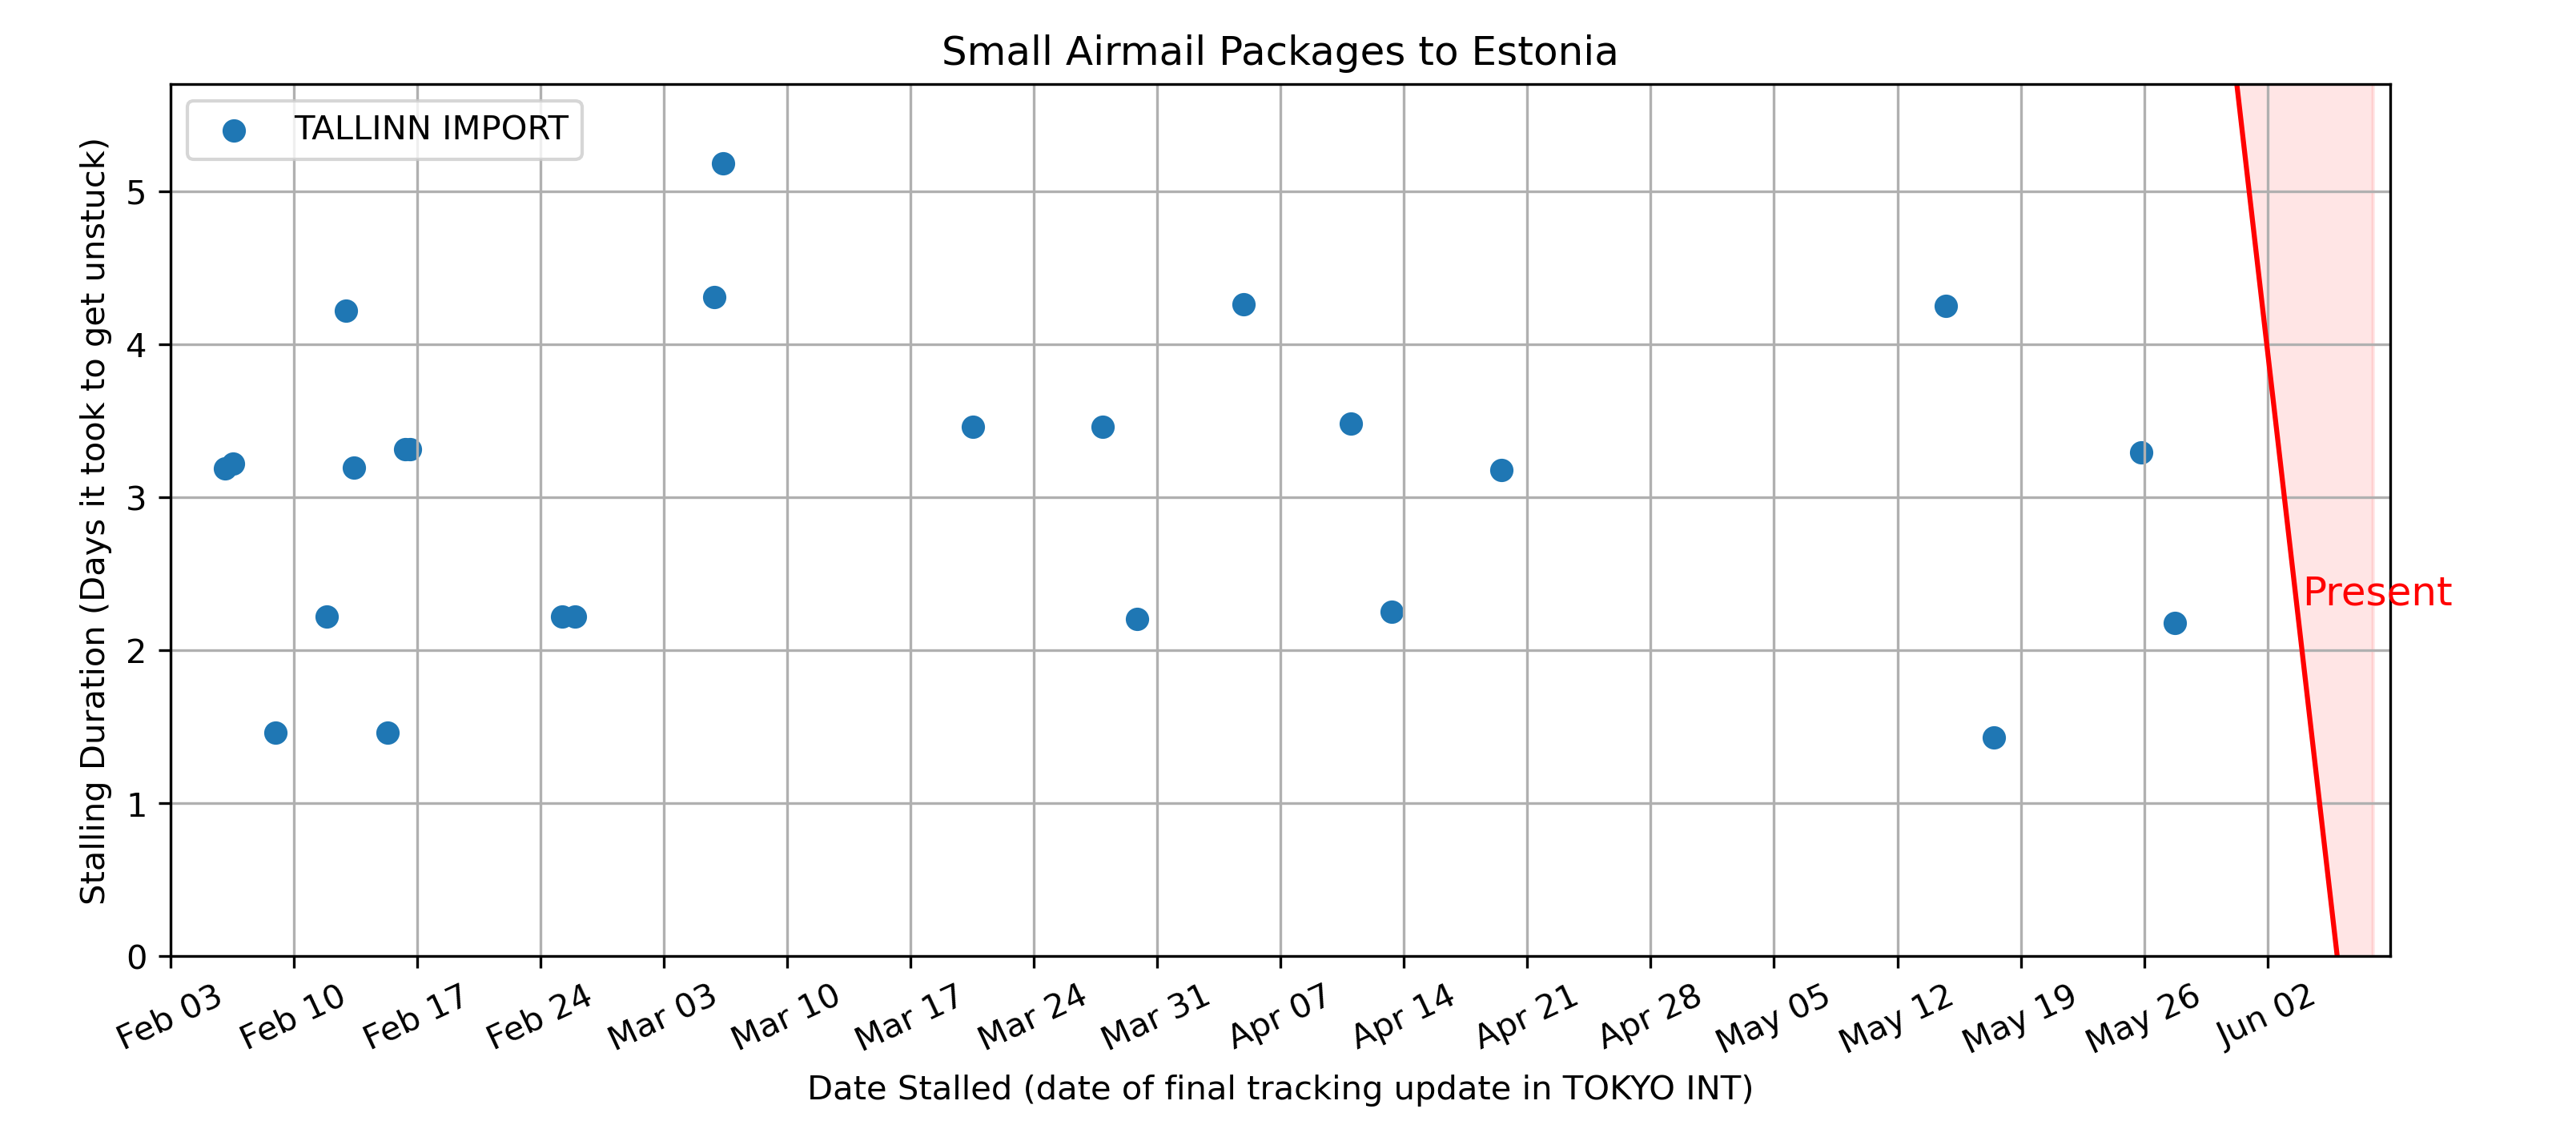 Small Airmail Packages to Estonia
TALLINN IMPORT
Stalling Duration (Days it took to get unstuck)
5
4
3
2
1
0
Present
Feb 03
Feb 10
Feb 17
Feb 24
Mar 03
Mar 10
Mar 17
Mar 24
Mar 31
Apr 07
Apr 14
Apr 21
Apr 28
May 05
May 12
May 19
May 26
Jun 02
Date Stalled (date of final tracking update in TOKYO INT)